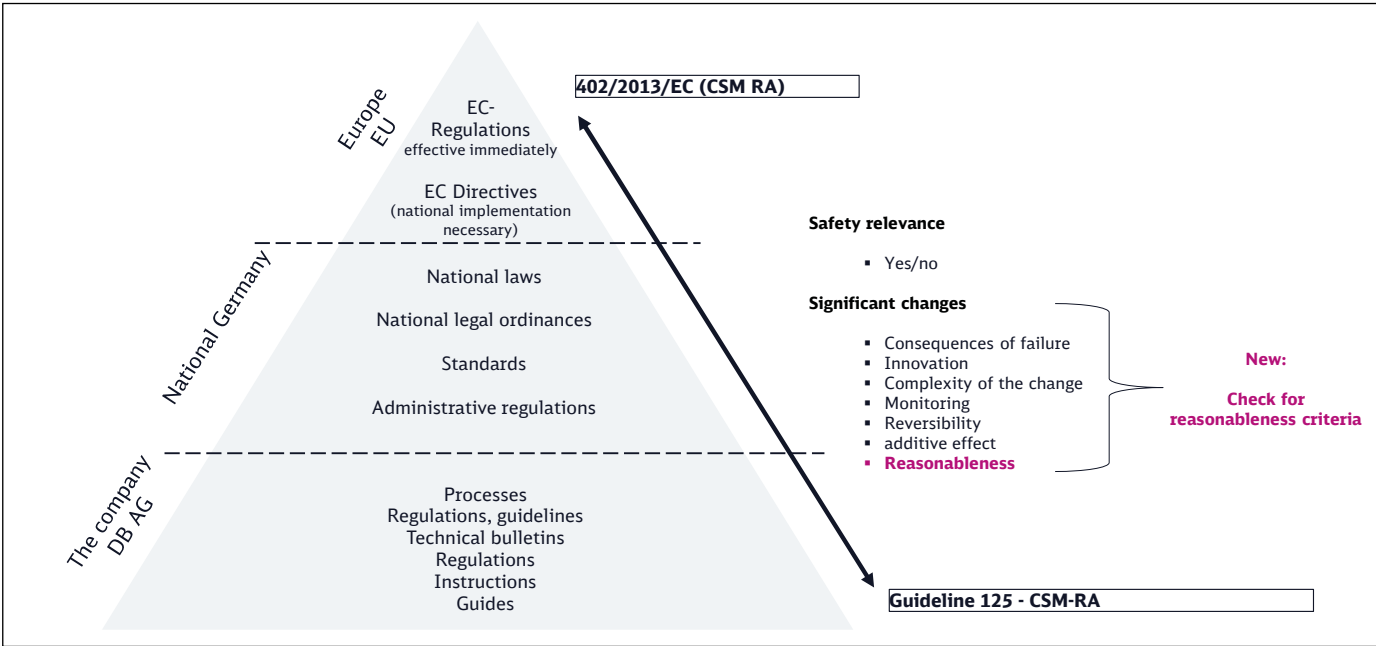 402/2013/EC (CSM RA)
Europe
EU
EC-
Regulations
effective immediately
EC Directives
(national implementation
necessary)
National Germany
National laws
National legal ordinances
Standards
Administrative regulations
The company
DB AG
Processes
Regulations, guidelines
Technical bulletins
Regulations
Instructions
Guides
Safety relevance
▪ Yes/no
Significant changes
▪ Consequences of failure
▪ Innovation
▪ Complexity of the change
▪ Monitoring
▪ Reversibility
▪ additive effect
▪ Reasonableness
New:
Check for
reasonableness criteria
Guideline 125 - CSM-RA